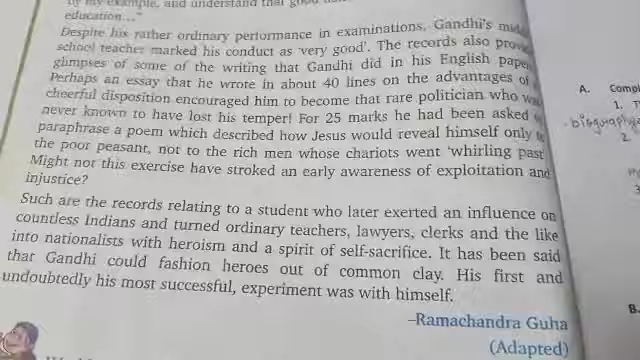 by my example, and understand that good
education..."
Despite his rather ordinary performance in examinations, Gandhi's
school teacher marked his conduct as 'very good'. The records also
glimpses of some of the writing that Gandhi did in his English
Perhaps an essay that he wrote in about 40 lines on the advantages of
cheerful disposition encouraged him to become that rare politician who
never known to have lost his temper! For 25 marks he had been asked
paraphrase a poem which described how Jesus would reveal himself only
the poor peasant, not to the rich men whose chariots went 'whirling past'
Might not this exercise have stroked an early awareness of exploitation and
injustice?
Such are the records relating to a student who later exerted an influence on
countless Indians and turned ordinary teachers, lawyers, clerks and the like
into nationalists with heroism and a spirit of self-sacrifice. It has been said
that Gandhi could fashion heroes out of common clay. His first and
undoubtedly his most successful, experiment was with himself.
–Ramachandra Guha
(Adapted)
A. Compl
1. T
2.
3
B.